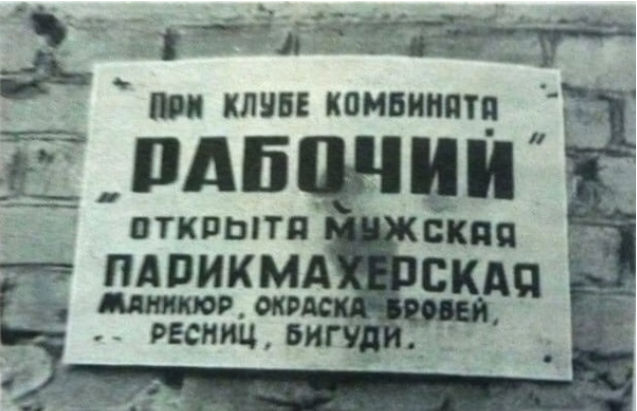 ПРИ КЛУБЕ КОМБИНАТА
„РАБОЧИЙ"
ОТКРЫТА МУЖСКАЯ
ПАРИКМАХЕРСКАЯ
МАНИКЮР, ОКРАСКА БРОВЕЙ,
РЕСНИЦ, БИГУДИ.